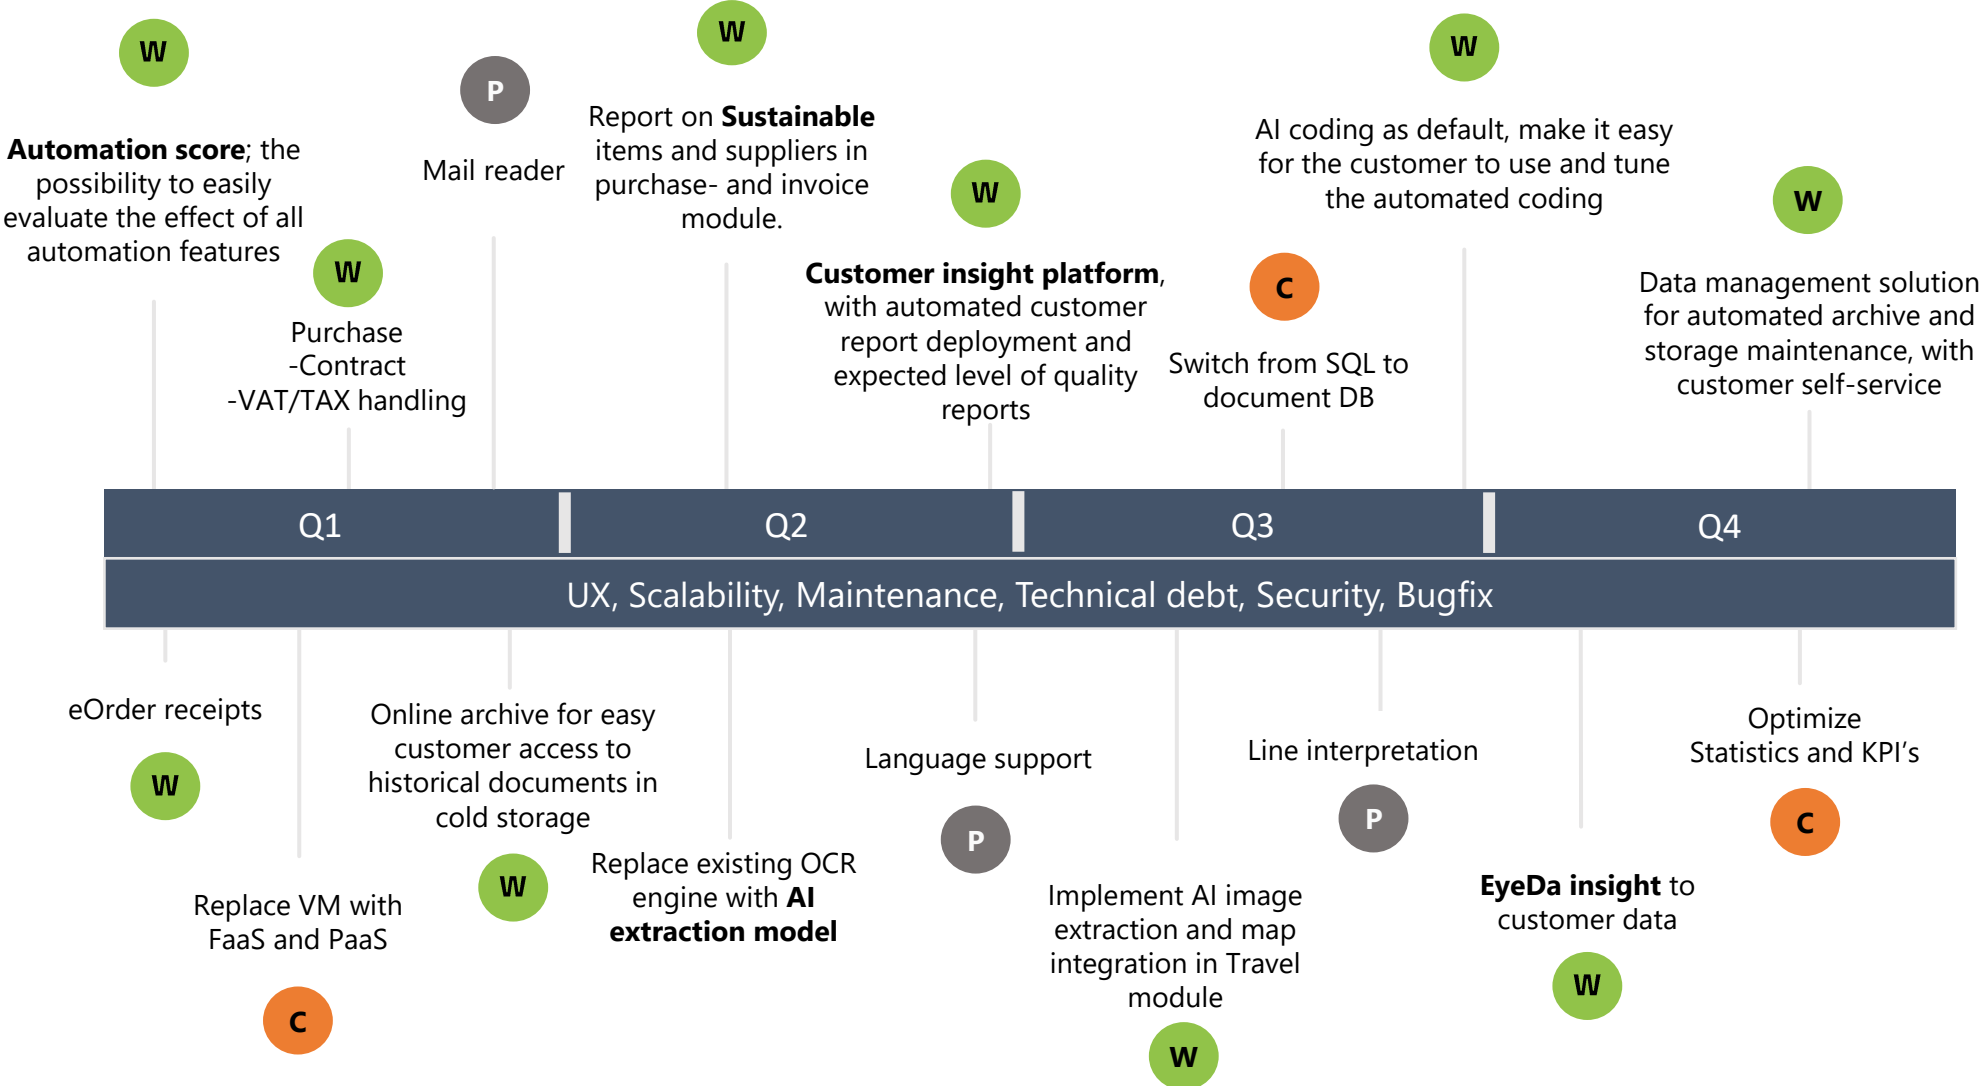 W
Automation score; the
possibility to easily
evaluate the effect of all
automation features
W
Purchase
-Contract
-VAT/TAX handling
P
Mail reader
W
Report on Sustainable
items and suppliers in
purchase- and invoice
module.
W
Customer insight platform,
with automated customer
report deployment and
expected level of quality
reports
C
Switch from SQL to
document DB
W
AI coding as default, make it easy
for the customer to use and tune
the automated coding
W
Data management solution
for automated archive and
storage maintenance, with
customer self-service
Q1
Q2
Q3
Q4
UX, Scalability, Maintenance, Technical debt, Security, Bugfix
eOrder receipts
W
Replace VM with
FaaS and PaaS
C
Online archive for easy
customer access to
historical documents in
cold storage
W
Replace existing OCR
engine with AI
extraction model
Language support
P
Implement AI image
extraction and map
integration in Travel
module
W
Line interpretation
P
EyeDa insight to
customer data
W
Optimize
Statistics and KPI's
C